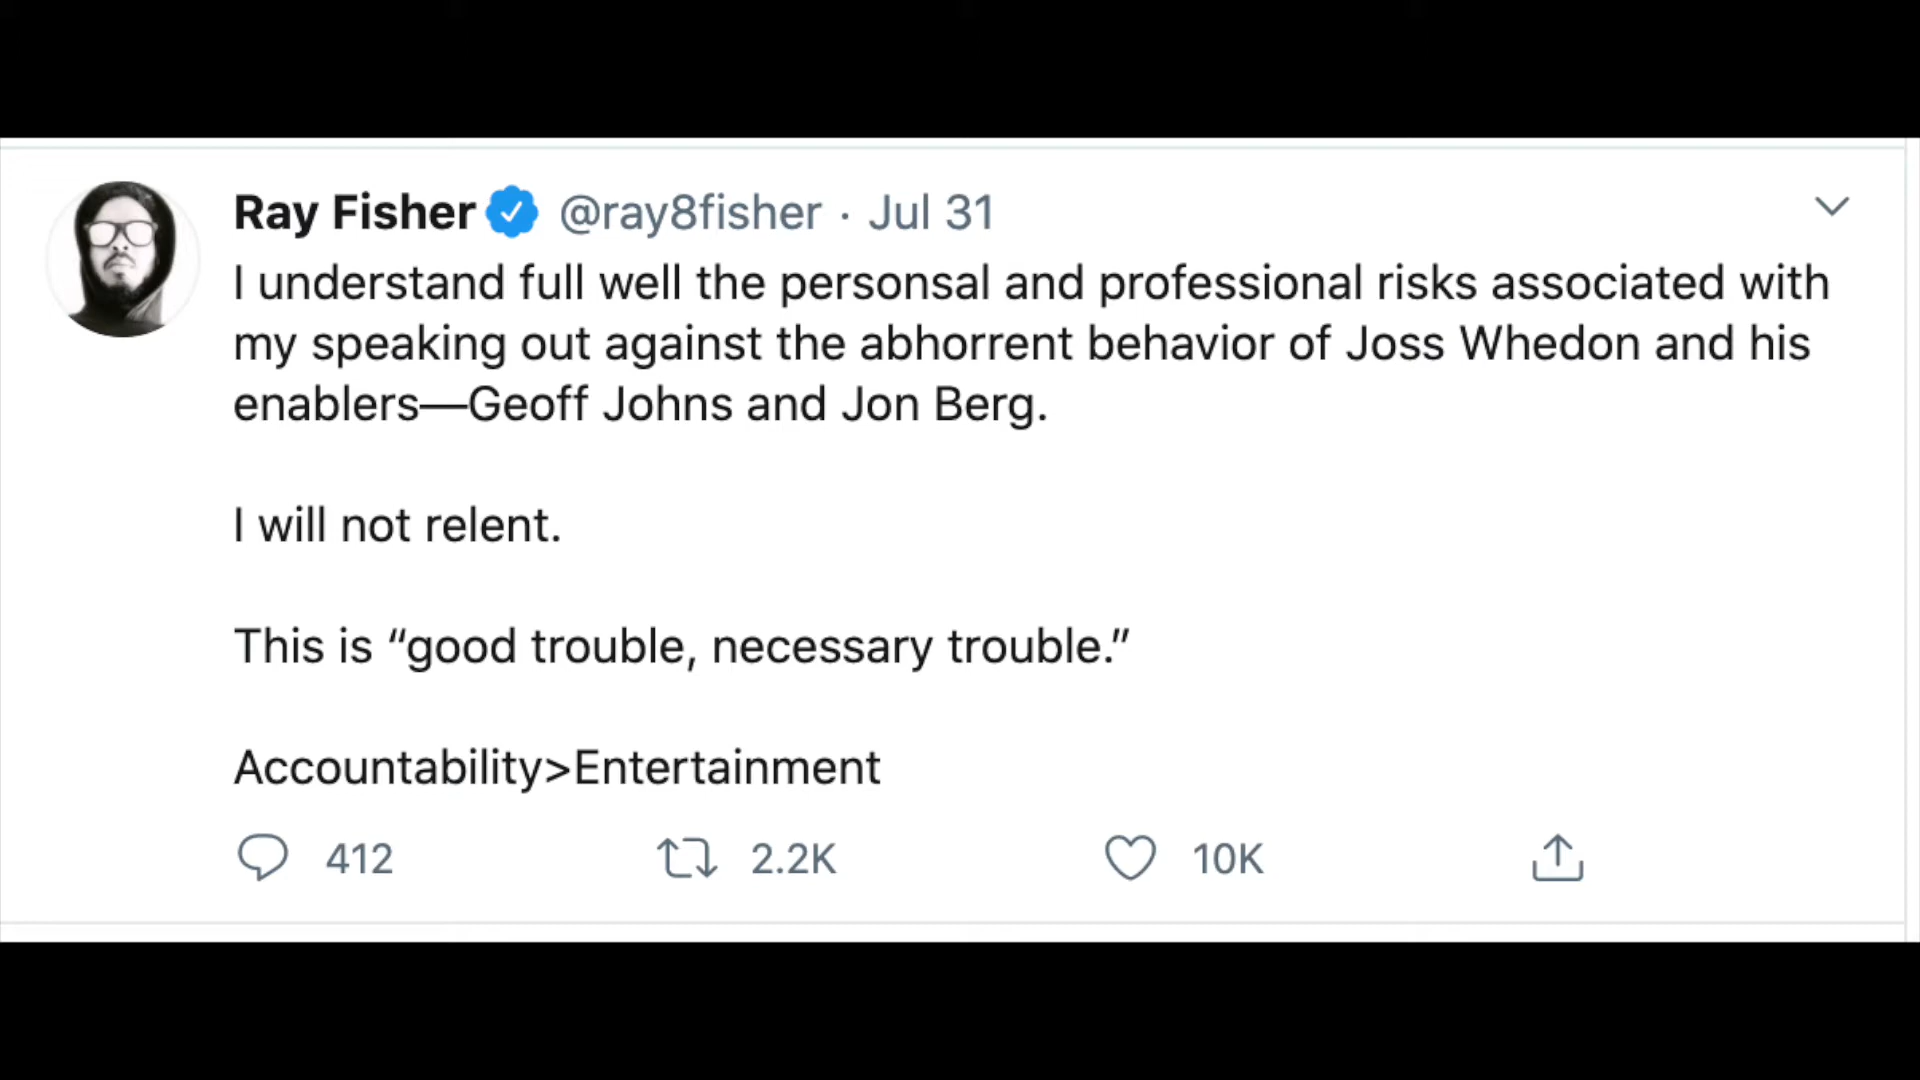 Ray Fisher @ray8fisher · Jul 31
I understand full well the personsal and professional risks associated with
my speaking out against the abhorrent behavior of Joss Whedon and his
enablers—Geoff Johns and Jon Berg.
I will not relent.
This is “good trouble, necessary trouble.”
Accountability>Entertainment
412 2.2K 10K